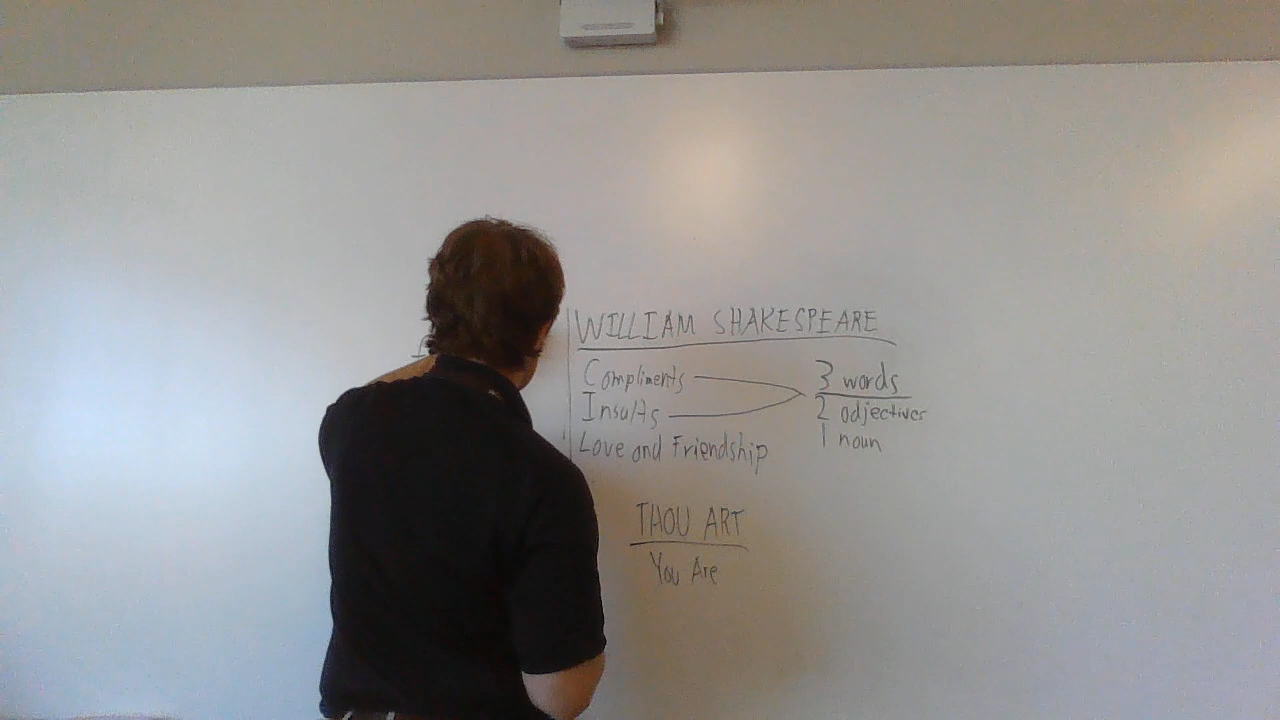 WILLIAM SHAKESPEARE
Compliments
Insults
Love and Friendship
3 words
2 adjectives
1 noun
THOU ART
You Are